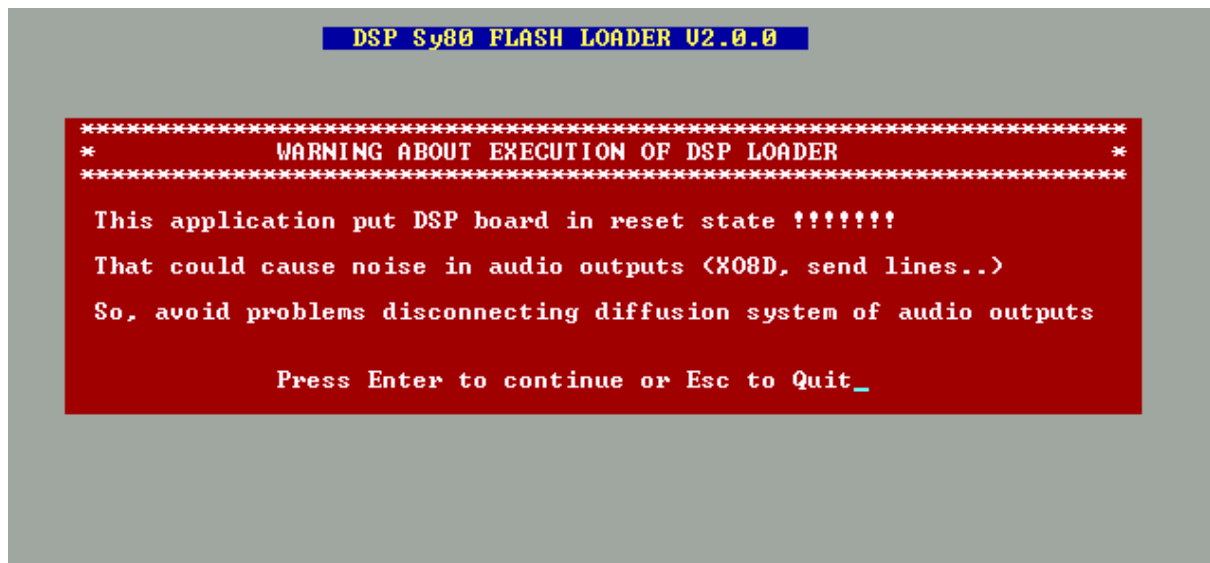 DSP Sy80 FLASH LOADER V2.0.0
*********************************************************************
* WARNING ABOUT EXECUTION OF DSP LOADER *
*********************************************************************
This application put DSP board in reset state !!!!!!!
That could cause noise in audio outputs (XO8D, send lines..)
So, avoid problems disconnecting diffusion system of audio outputs
Press Enter to continue or Esc to Quit_